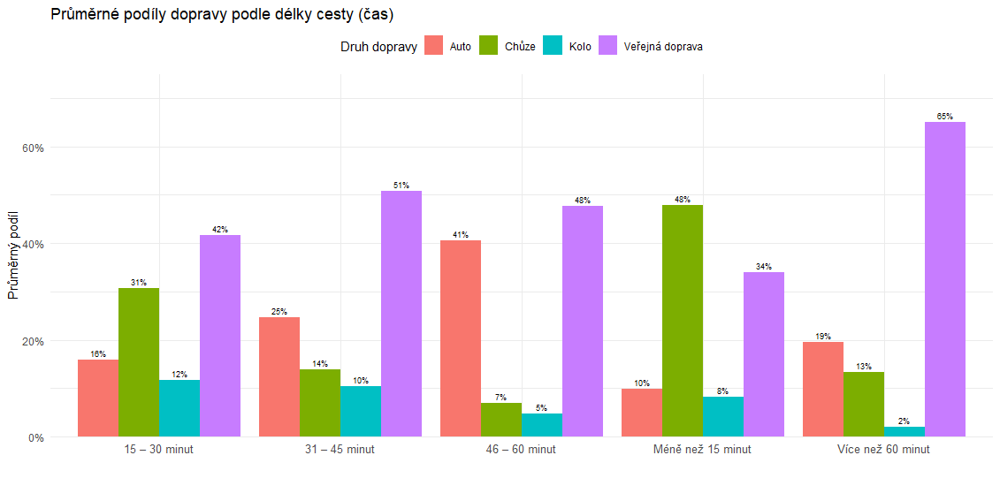 Průměrné podíly dopravy podle délky cesty (čas)
Druh dopravy Auto Chůze Kolo Veřejná doprava
Průměrný podíl
60%
40%
20%
0%
16% 31% 12% 42%
25% 14% 10% 51%
41% 7% 5% 48%
10% 48% 8% 34%
19% 13% 2% 65%
15 – 30 minut 31 – 45 minut 46 – 60 minut Méně než 15 minut Více než 60 minut